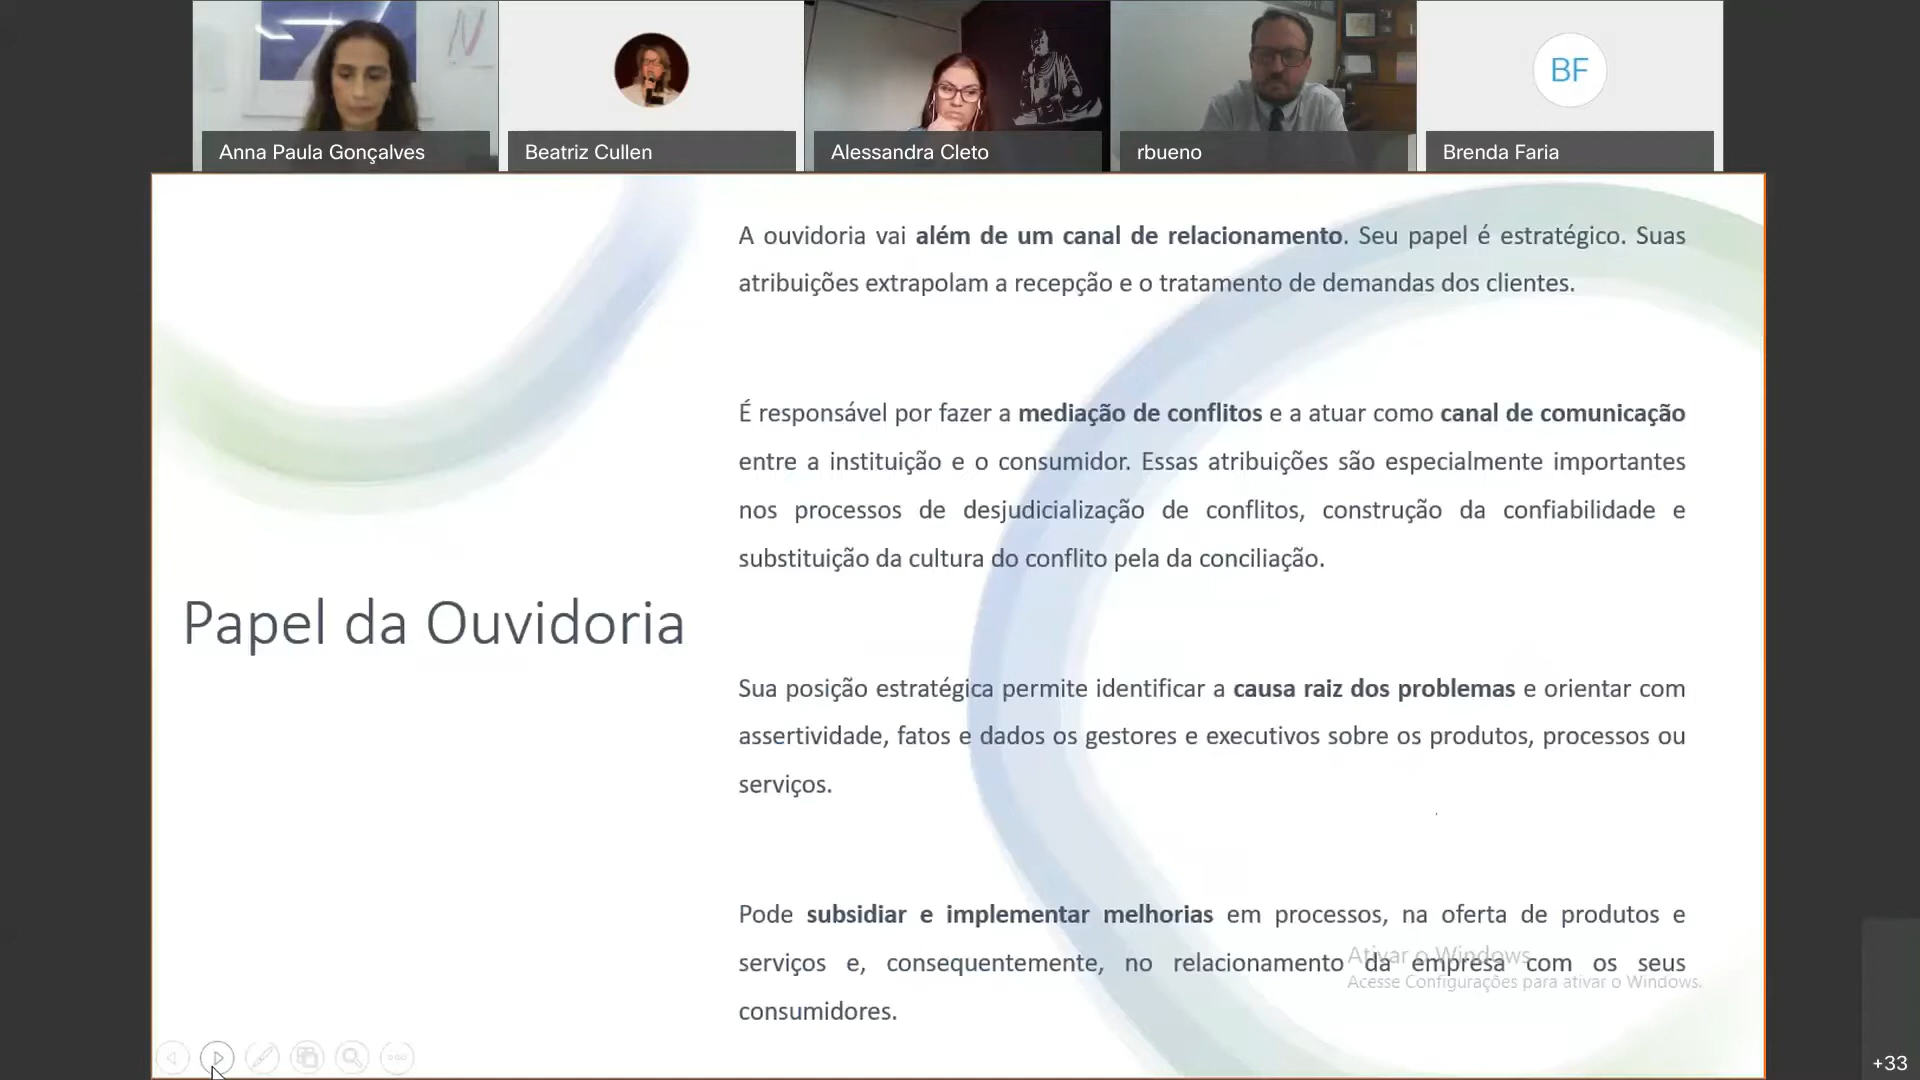 Anna Paula Gonçalves
Beatriz Cullen
Alessandra Cleto
rbueno
BF
Brenda Faria
A ouvidoria vai além de um canal de relacionamento. Seu papel é estratégico. Suas
atribuições extrapolam a recepção e o tratamento de demandas dos clientes.
É responsável por fazer a mediação de conflitos e a atuar como canal de comunicação
entre a instituição e o consumidor. Essas atribuições são especialmente importantes
nos processos de desjudicialização de conflitos, construção da confiabilidade e
substituição da cultura do conflito pela da conciliação.
Papel da Ouvidoria
Sua posição estratégica permite identificar a causa raiz dos problemas e orientar com
assertividade, fatos e dados os gestores e executivos sobre os produtos, processos ou
serviços.
Pode subsidiar e implementar melhorias em processos, na oferta de produtos e
serviços e, consequentemente, no relacionamento da empresa com os seus
consumidores.
Ativar o Windows
Acesse Configurações para ativar o Windows.
+33